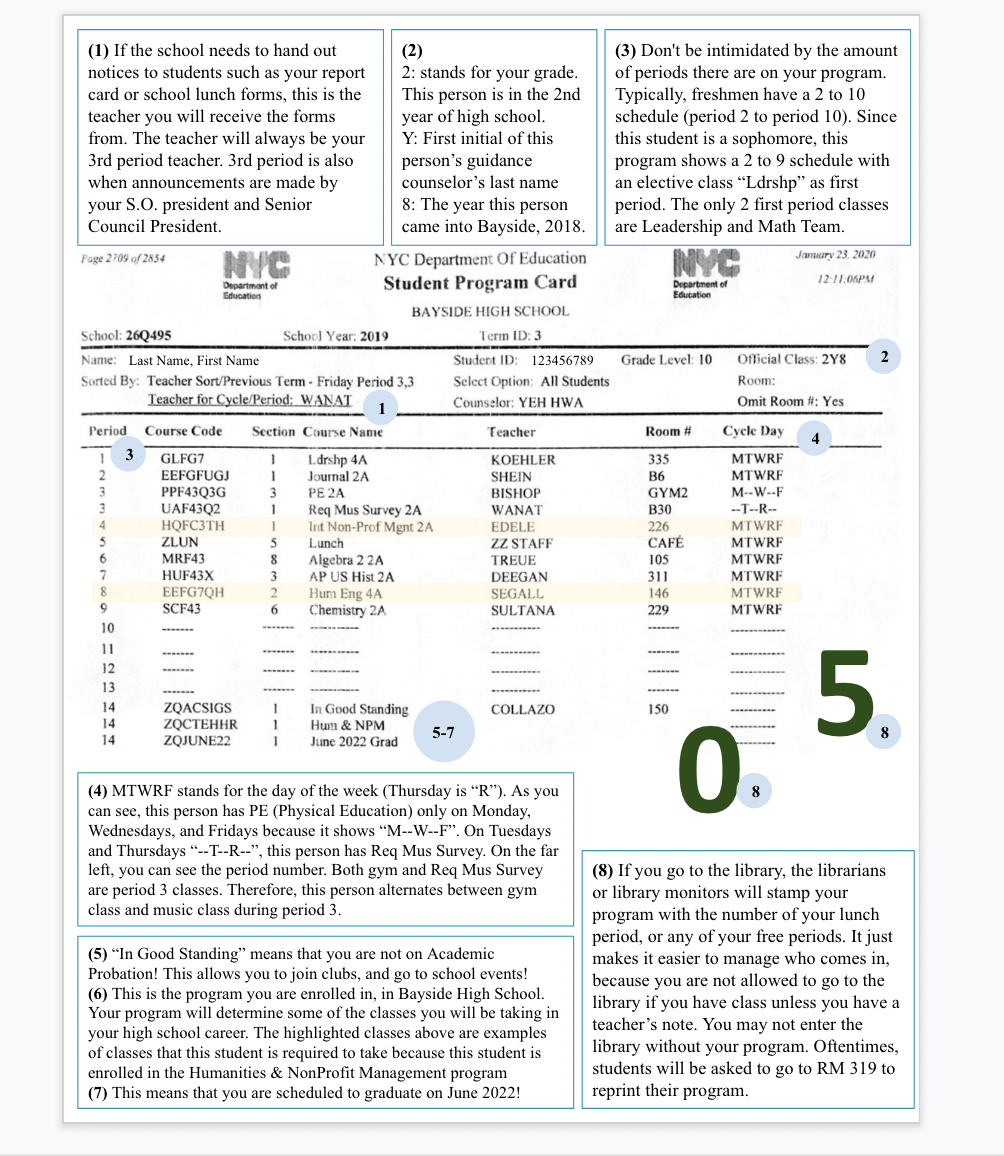 (1) If the school needs to hand out
notices to students such as your report
card or school lunch forms, this is the
teacher you will receive the forms
from. The teacher will always be your
3rd period teacher. 3rd period is also
when announcements are made by
your S.O. president and Senior
Council President.
(2)
2: stands for your grade.
This person is in the 2nd
year of high school.
Y: First initial of this
person’s guidance
counselor’s last name
8: The year this person
came into Bayside, 2018.
(3) Don't be intimidated by the amount
of periods there are on your program.
Typically, freshmen have a 2 to 10
schedule (period 2 to period 10). Since
this student is a sophomore, this
program shows a 2 to 9 schedule with
an elective class “Ldrshp” as first
period. The only 2 first period classes
are Leadership and Math Team.
Page 2709 of 2854
NYC
Department of
Education
NYC Department Of Education
Student Program Card
BAYSIDE HIGH SCHOOL
NYC
Department of
Education
January 23, 2020
12:11:06PM
School: 26Q495 School Year: 2019 Term ID: 3
Name: Last Name, First Name Student ID: 123456789 Grade Level: 10 Official Class: 2Y8 2
Sorted By: Teacher Sort/Previous Term - Friday Period 3,3 Select Option: All Students Room:
Teacher for Cycle/Period: WANAT 1 Counselor: YEH HWA Omit Room #: Yes
Period Course Code Section Course Name Teacher Room # Cycle Day 4
3
1 GLFG7 1 Ldrshp 4A KOEHLER 335 MTWRF
2 EEFGFUGJ 1 Journal 2A SHEIN B6 MTWRF
3 PPF43Q3G 3 PE 2A BISHOP GYM2 M--W--F
3 UAF43Q2 1 Req Mus Survey 2A WANAT B30 --T--R--
4 HQFC3TH 1 Int Non-Prof Mgnt 2A EDELE 226 MTWRF
5 ZLUN 5 Lunch ZZ STAFF CAFÉ MTWRF
6 MRF43 8 Algebra 2 2A TREUE 105 MTWRF
7 HUF43X 3 AP US Hist 2A DEEGAN 311 MTWRF
8 EEFG7QH 2 Hum Eng 4A SEGALL 146 MTWRF
9 SCF43 6 Chemistry 2A SULTANA 229 MTWRF
10 ------ ------- ------------- ----------- ------- ------------
11 ------ ------- ------------- ----------- ------- ------------
12 ------ ------- ------------- ----------- ------- ------------
13 ------ ------- ------------- ----------- ------- ------------
14 ZQACSIGS 1 In Good Standing COLLAZO 150 ----------
14 ZQCTEHHR 1 Hum & NPM ----------
14 ZQJUNE22 1 June 2022 Grad ----------
5-7
5
8
0
8
(4) MTWRF stands for the day of the week (Thursday is “R”). As you
can see, this person has PE (Physical Education) only on Monday,
Wednesdays, and Fridays because it shows “M--W--F”. On Tuesdays
and Thursdays “--T--R--”, this person has Req Mus Survey. On the far
left, you can see the period number. Both gym and Req Mus Survey
are period 3 classes. Therefore, this person alternates between gym
class and music class during period 3.
(5) “In Good Standing” means that you are not on Academic
Probation! This allows you to join clubs, and go to school events!
(6) This is the program you are enrolled in, in Bayside High School.
Your program will determine some of the classes you will be taking in
your high school career. The highlighted classes above are examples
of classes that this student is required to take because this student is
enrolled in the Humanities & NonProfit Management program
(7) This means that you are scheduled to graduate on June 2022!
(8) If you go to the library, the librarians
or library monitors will stamp your
program with the number of your lunch
period, or any of your free periods. It just
makes it easier to manage who comes in,
because you are not allowed to go to the
library if you have class unless you have a
teacher’s note. You may not enter the
library without your program. Oftentimes,
students will be asked to go to RM 319 to
reprint their program.